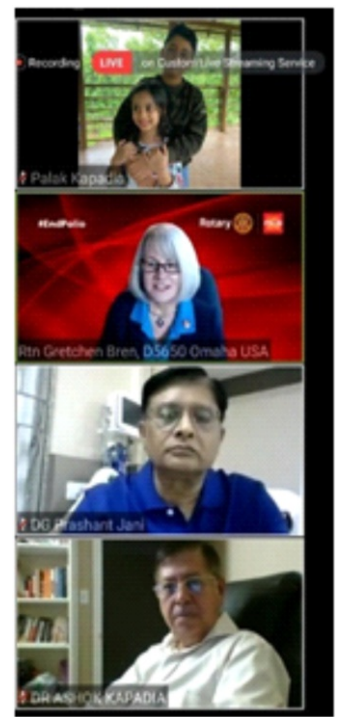 Recording LIVE on Custom Live Streaming Service
Palak Kapadia
#EndPolio Rotary
Rtn Gretchen Bren, D5650 Omaha USA
DG Prashant Jani
DR ASHOK KAPADIA